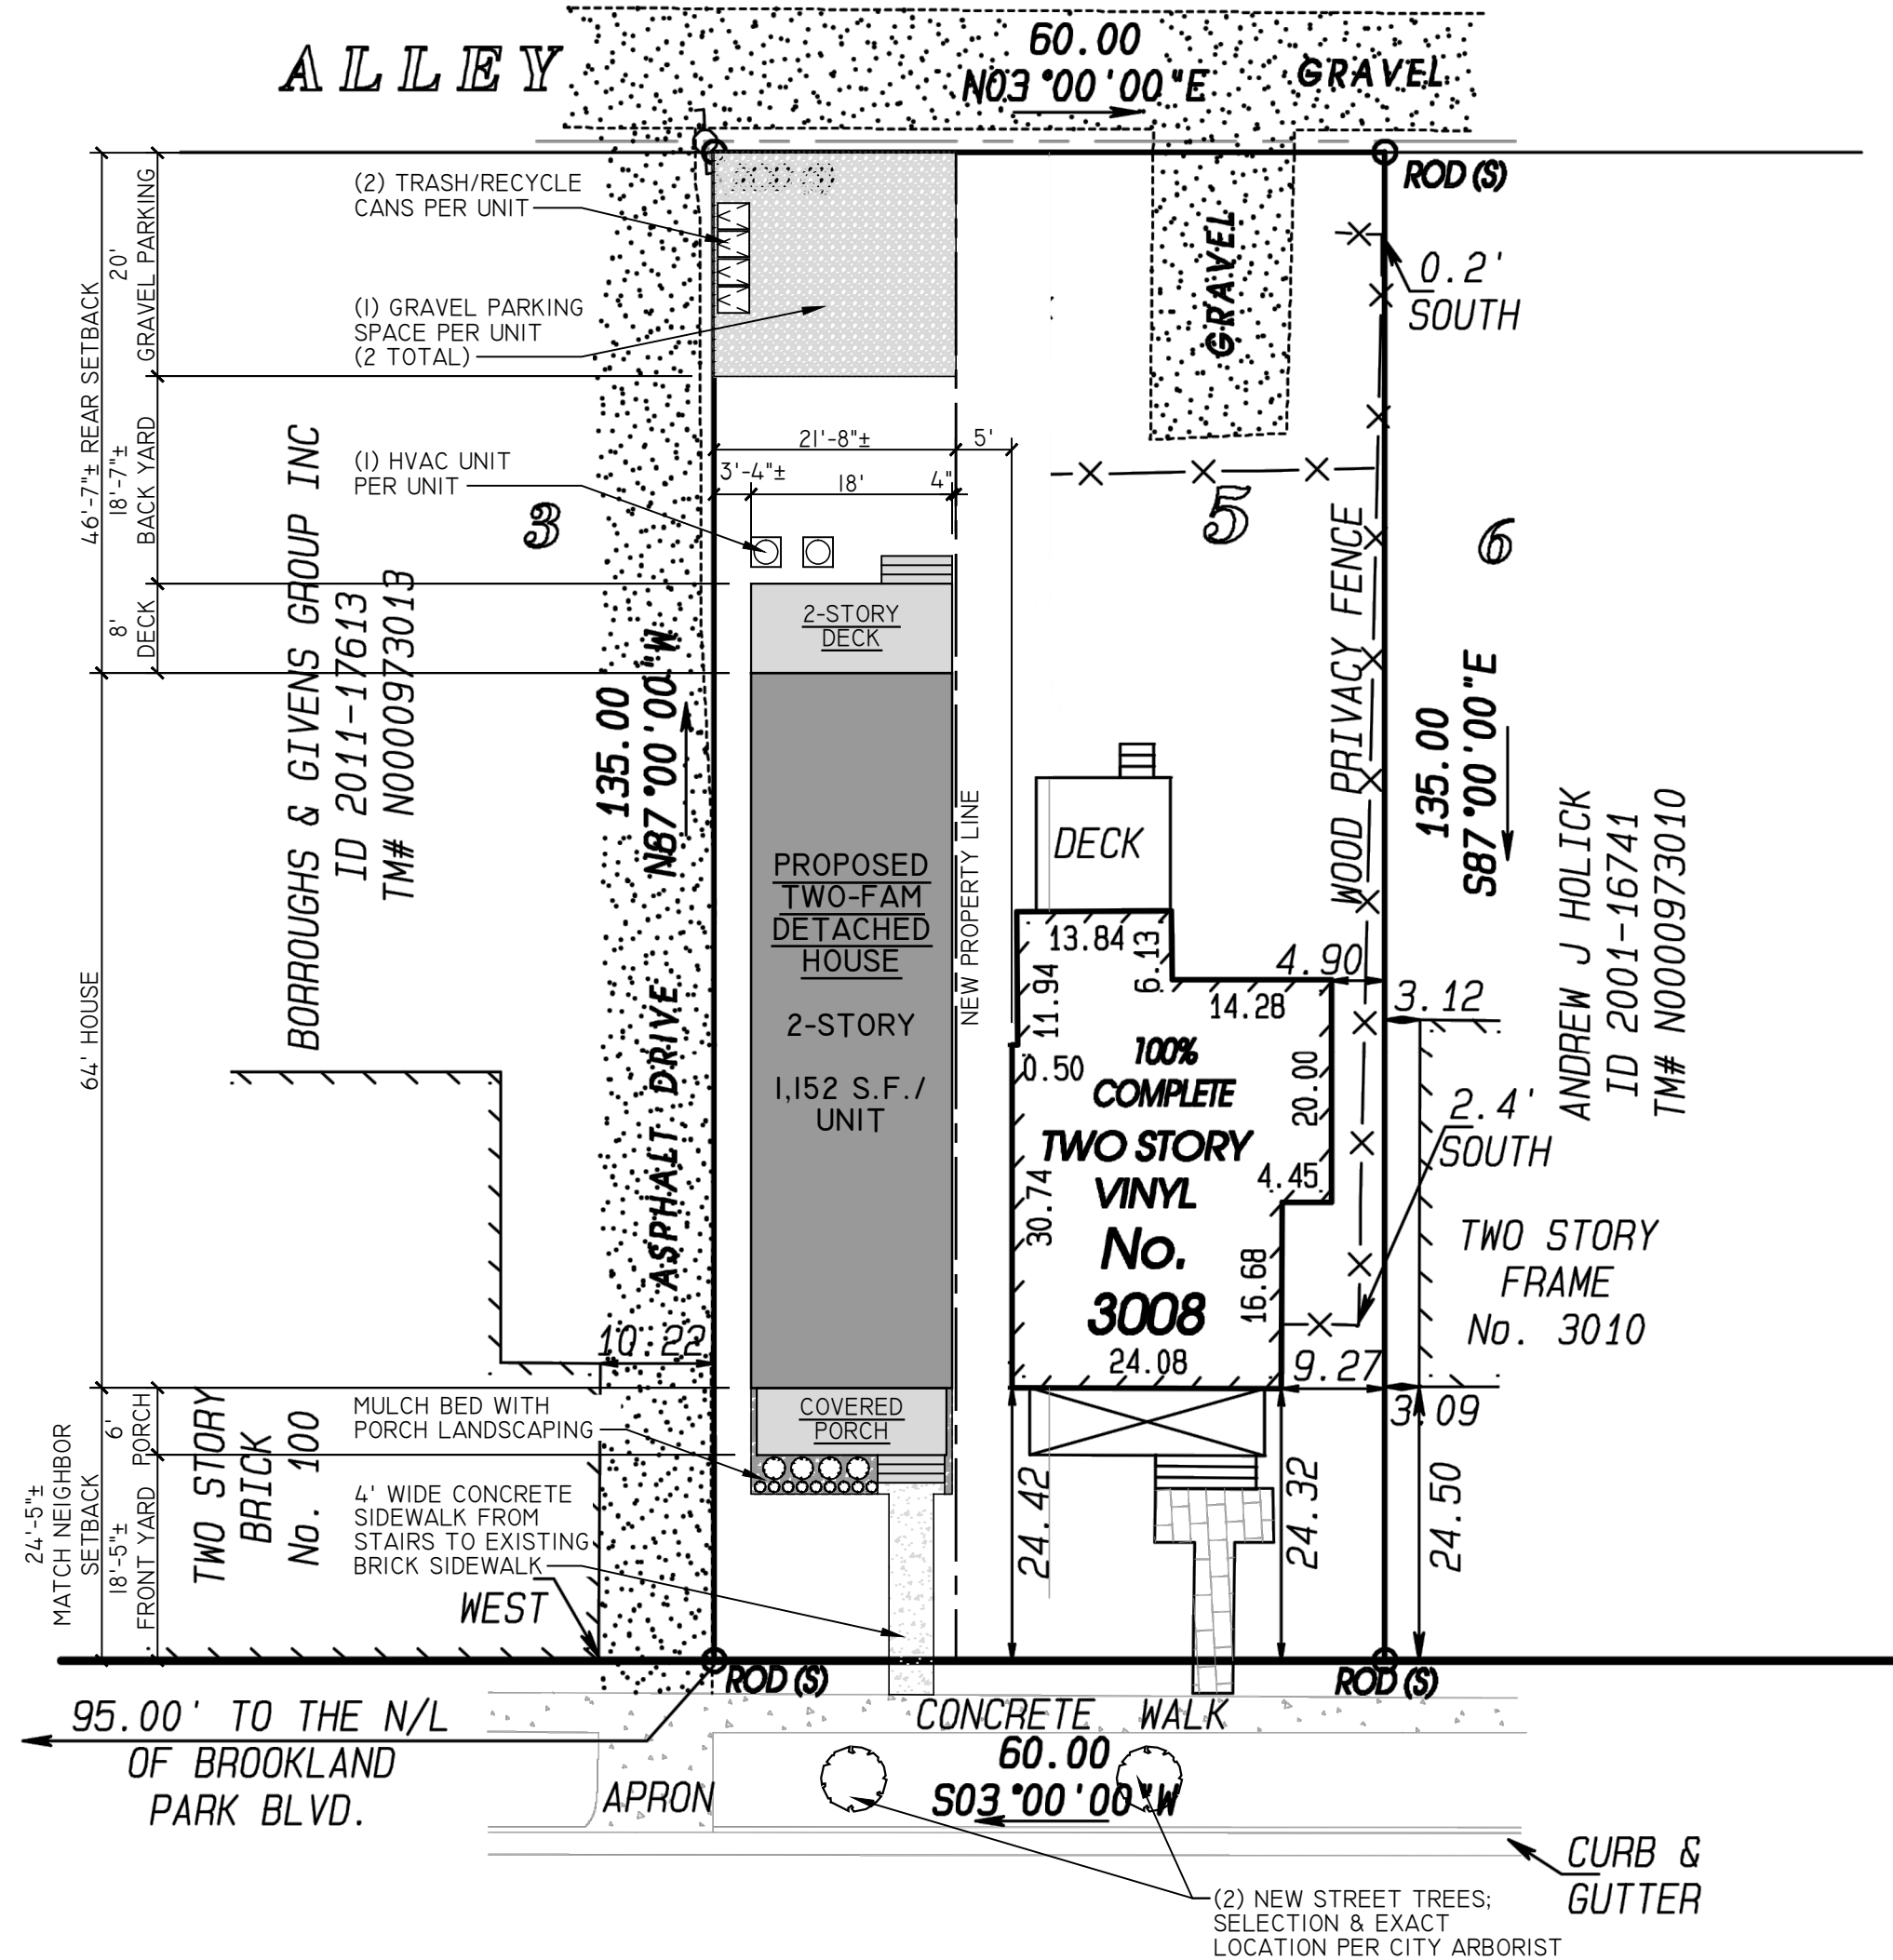 ALLEY
60.00
N03°00'00"E
GRAVEL
ROD (S)
(2) TRASH/RECYCLE
CANS PER UNIT
(1) GRAVEL PARKING
SPACE PER UNIT
(2 TOTAL)
20'
GRAVEL PARKING
46'-7"± REAR SETBACK
18'-7"±
BACK YARD
8'
DECK
GRAVEL
0.2'
SOUTH
21'-8"±
5'
3'-4"±
18'
4"
(1) HVAC UNIT
PER UNIT
3
5
6
BORROUGHS & GIVENS GROUP INC
ID 2011-17613
TM# N0000973013
135.00
N87°00'00"W
2-STORY
DECK
WOOD PRIVACY FENCE
135.00
S87°00'00"E
ANDREW J HOLICK
ID 2001-16741
TM# N0000973010
DECK
PROPOSED
TWO-FAM
DETACHED
HOUSE
2-STORY
1,152 S.F./
UNIT
NEW PROPERTY LINE
ASPHALT DRIVE
64' HOUSE
13.84
6.13
11.94
14.28
4.90
3.12
0.50
100%
COMPLETE
TWO STORY
VINYL
No.
3008
20.00
4.45
30.74
16.68
24.08
9.27
2.4'
SOUTH
TWO STORY
FRAME
No. 3010
3.09
10.22
TWO STORY
BRICK
No. 100
MULCH BED WITH
PORCH LANDSCAPING
COVERED
PORCH
4' WIDE CONCRETE
SIDEWALK FROM
STAIRS TO EXISTING
BRICK SIDEWALK
WEST
24'-5"±
MATCH NEIGHBOR
SETBACK
6'
PORCH
18'-5"±
FRONT YARD
24.42
24.32
24.50
ROD (S)
ROD (S)
95.00' TO THE N/L
OF BROOKLAND
PARK BLVD.
CONCRETE WALK
60.00
S03°00'00"W
APRON
CURB &
GUTTER
(2) NEW STREET TREES;
SELECTION & EXACT
LOCATION PER CITY ARBORIST